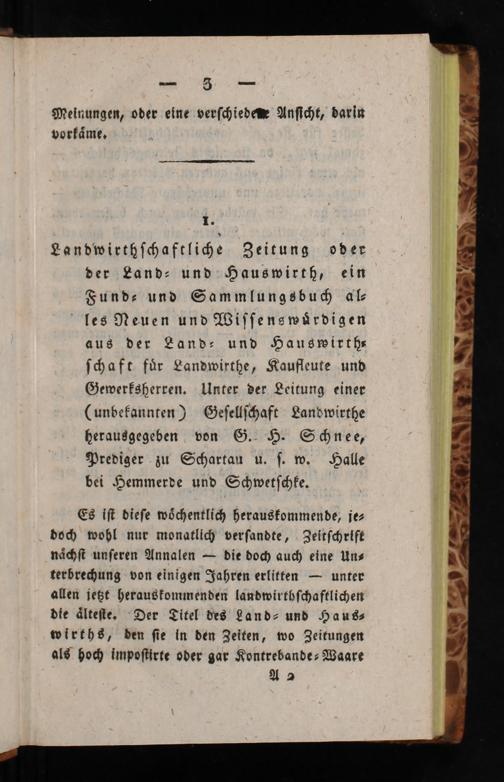 — 3 —
Meinungen, oder eine verschiedene Ansicht, darin
vorkäme.
1.
Landwirthschaftliche Zeitung oder
der Land- und Hauswirth, ein
Fund- und Sammlungsbuch al-
les Neuen und Wissenswürdigen
aus der Land- und Hauswirth-
schaft für Landwirthe, Kaufleute und
Gewerksherren. Unter der Leitung einer
(unbekannten) Gesellschaft Landwirthe
herausgegeben von G. H. Schnee,
Prediger zu Schartau u. s. w. Halle
bei Hemmerde und Schwetschke.
Es ist diese wöchentlich herauskommende, je-
doch wohl nur monatlich versandte, Zeitschrift
nächst unseren Annalen — die doch auch eine Un-
terbrechung von einigen Jahren erlitten — unter
allen jetzt herauskommenden landwirthschaftlichen
die älteste. Der Titel des Land- und Haus-
wirths, den sie in den Zeiten, wo Zeitungen
als hoch impostirte oder gar Kontrebande-Waare
A 2